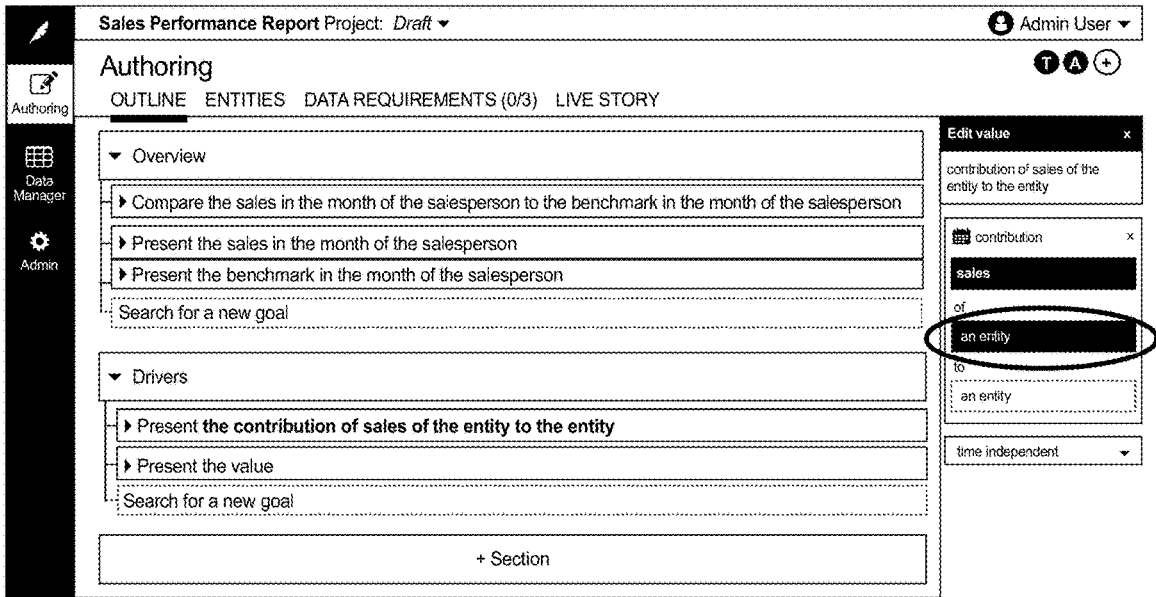 Sales Performance Report Project: Draft
Admin User
Authoring
Data
Manager
Admin
Authoring
T A +
OUTLINE ENTITIES DATA REQUIREMENTS (0/3) LIVE STORY
Overview
Compare the sales in the month of the salesperson to the benchmark in the month of the salesperson
Present the sales in the month of the salesperson
Present the benchmark in the month of the salesperson
Search for a new goal
Drivers
Present the contribution of sales of the entity to the entity
Present the value
Search for a new goal
+ Section
Edit value x
contribution of sales of the
entity to the entity
contribution x
sales
of
an entity
to
an entity
time independent